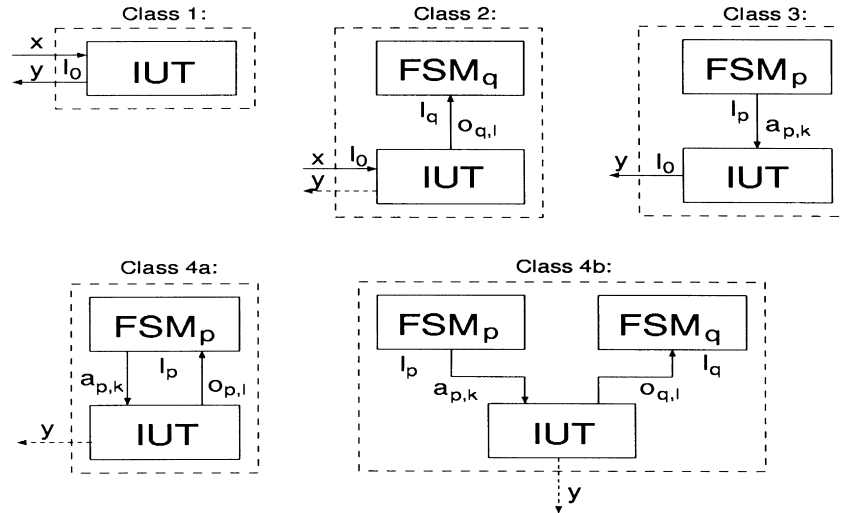 Class 1:
x
y
I₀
IUT
Class 2:
FSMq
Iq
oq,l
x
I₀
y
IUT
Class 3:
FSMp
Ip
ap,k
y
I₀
IUT
Class 4a:
FSMp
ap,k
Ip
op,l
y
IUT
Class 4b:
FSMp
FSMq
Ip
Iq
ap,k
oq,l
IUT
y